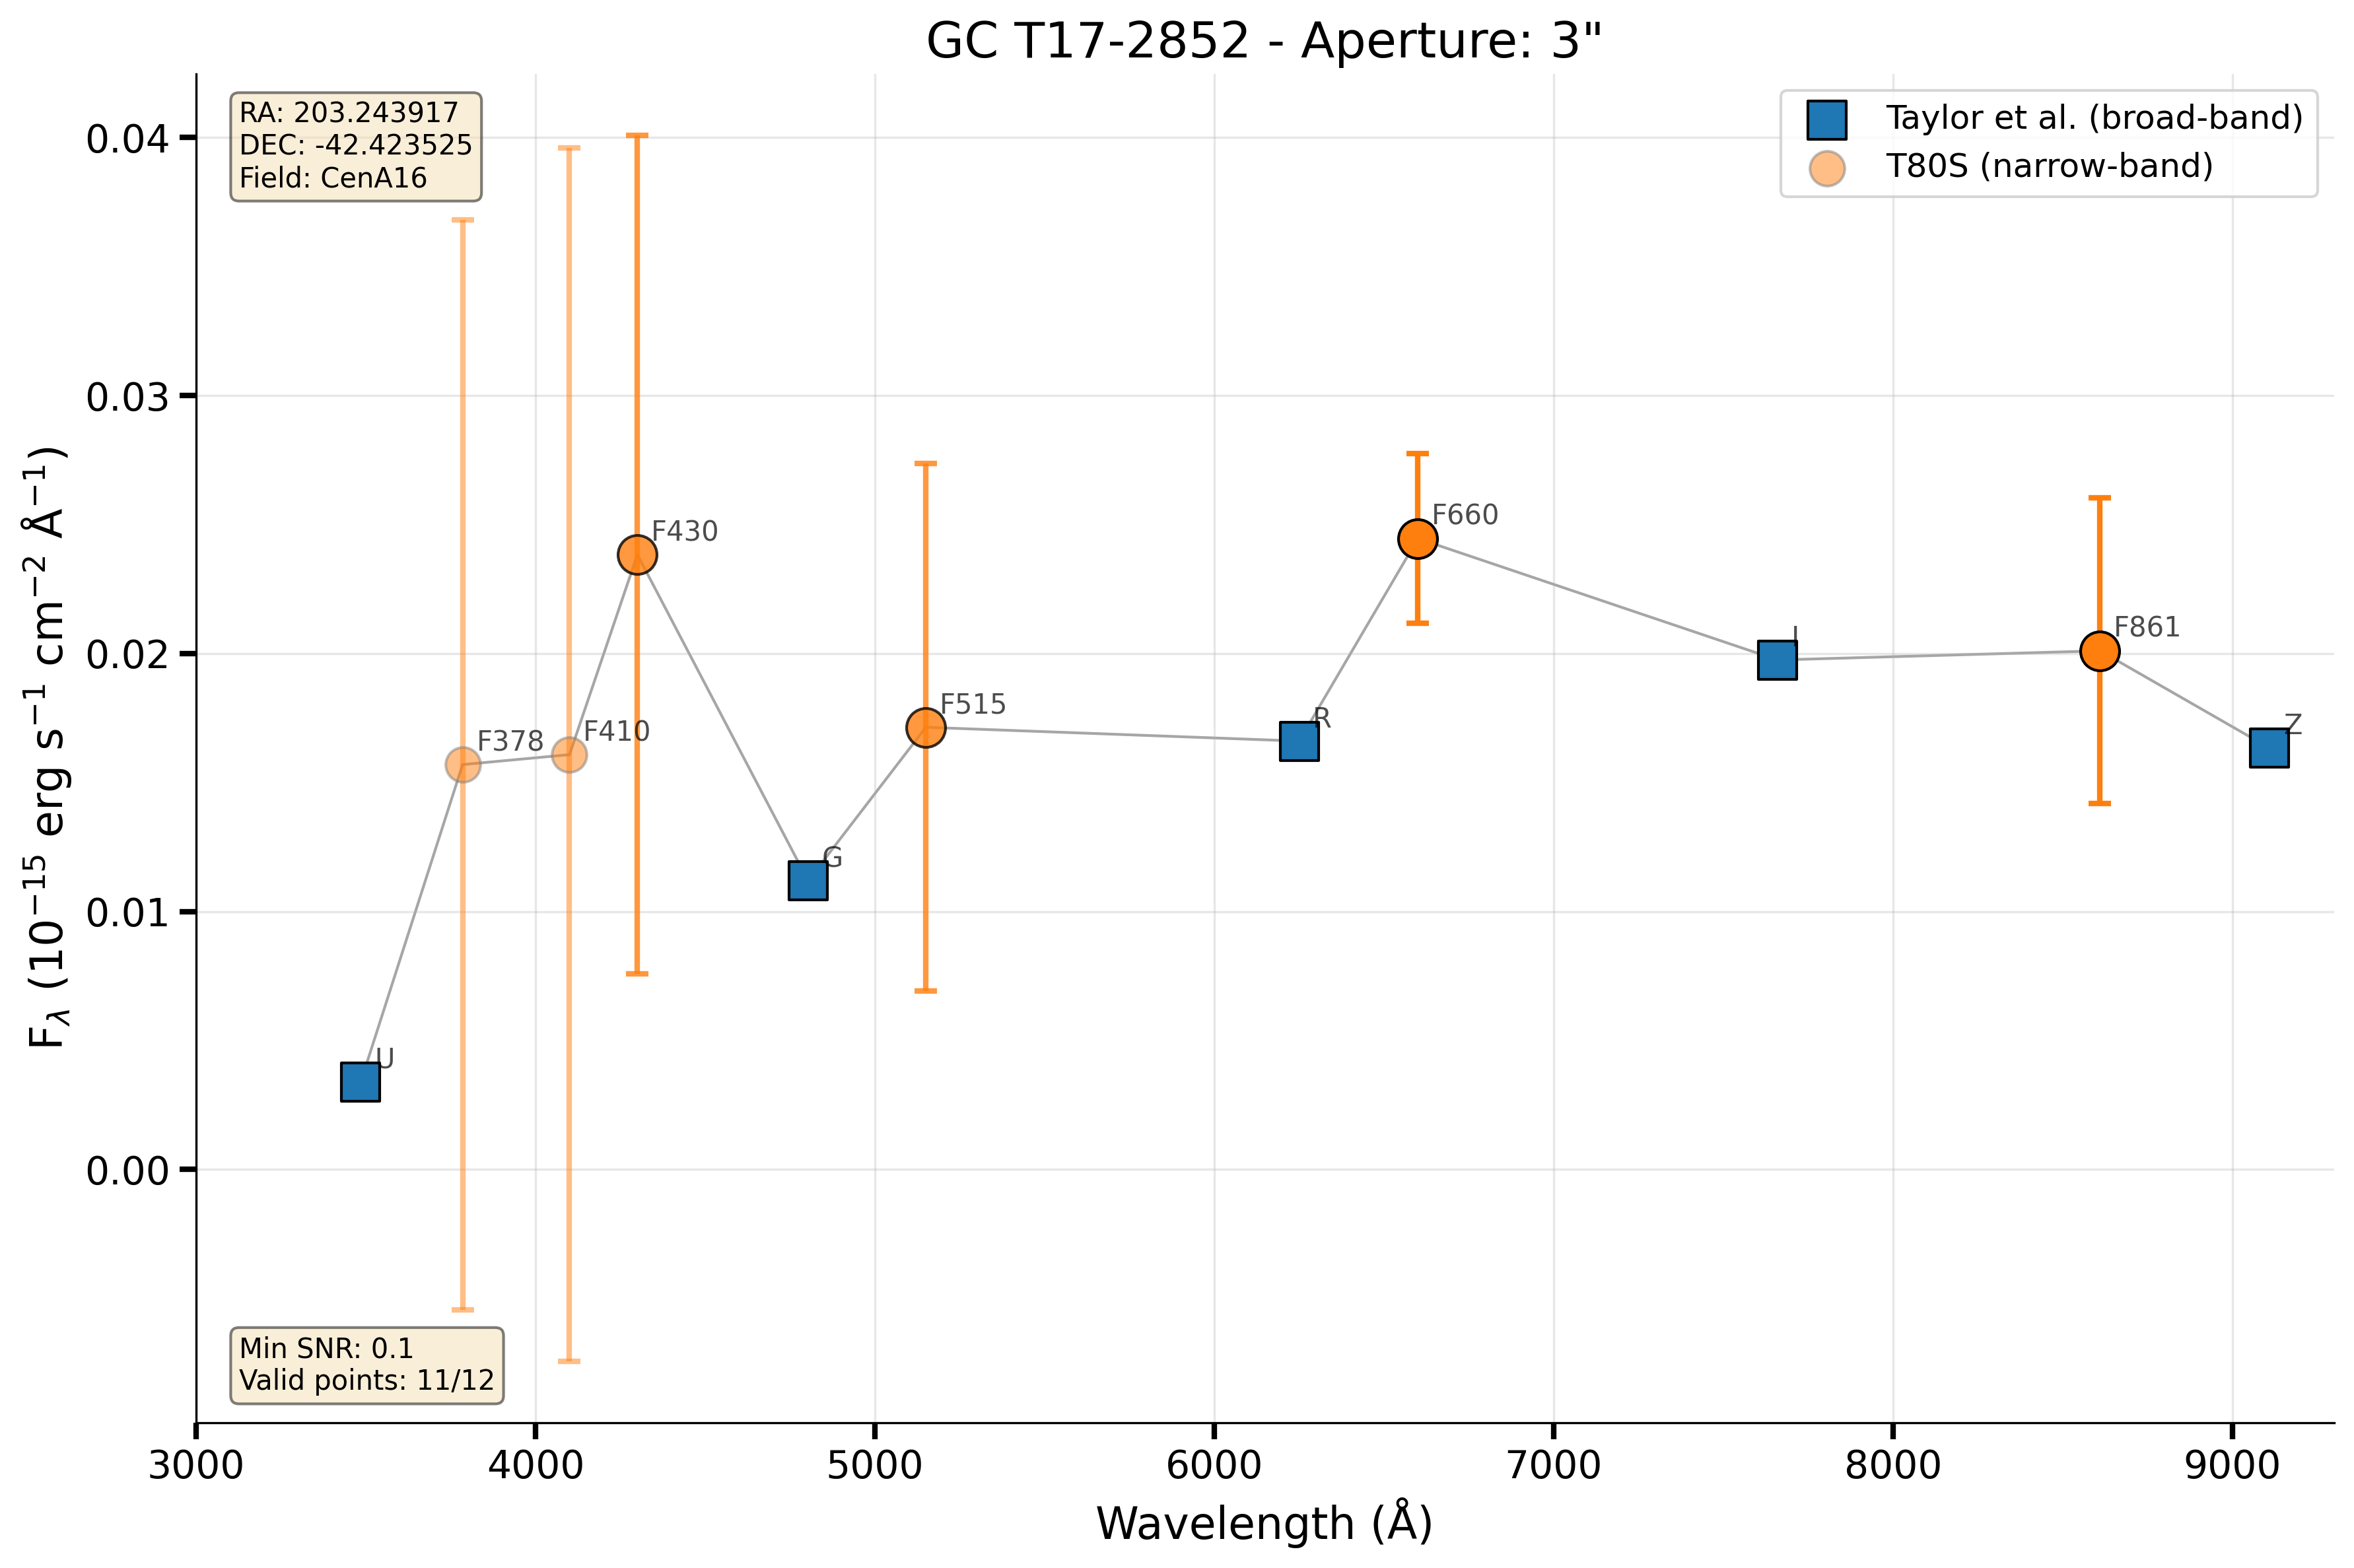 GC T17-2852 - Aperture: 3"
RA: 203.243917
DEC: -42.423525
Field: CenA16
Taylor et al. (broad-band)
T80S (narrow-band)
0.04
0.03
0.02
0.01
0.00
F430
F660
F378
F410
F515
I
F861
R
Z
G
U
Min SNR: 0.1
Valid points: 11/12
3000 4000 5000 6000 7000 8000 9000
Wavelength (Å)
Fλ (10⁻¹⁵ erg s⁻¹ cm⁻² Å⁻¹)